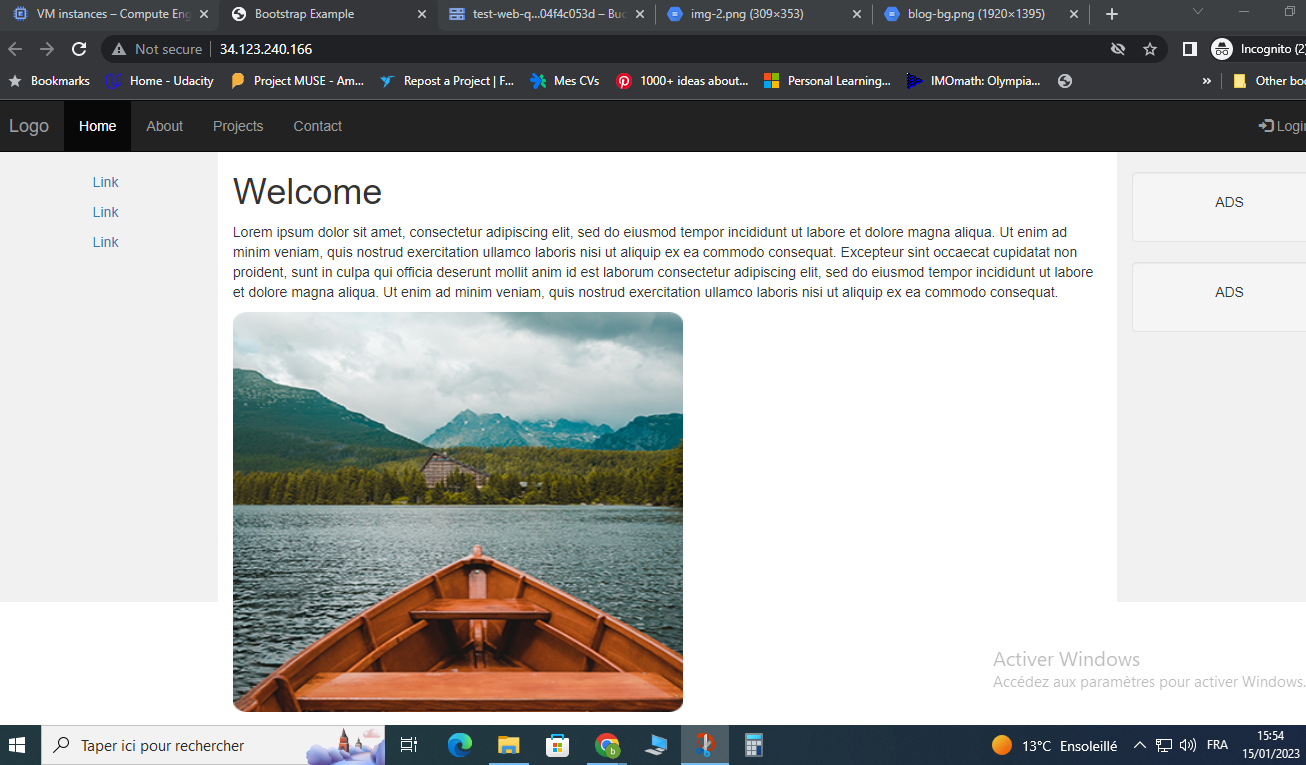 VM instances – Compute Eng
Bootstrap Example
test-web-q...04f4c053d – Buc
img-2.png (309×353)
blog-bg.png (1920×1395)
Not secure
34.123.240.166
Incognito (2)
Bookmarks
Home - Udacity
Project MUSE - Am...
Repost a Project | F...
Mes CVs
1000+ ideas about...
Personal Learning...
IMOmath: Olympia...
»
Other boo
Logo
Home
About
Projects
Contact
Login
Link
Link
Link
Welcome
Lorem ipsum dolor sit amet, consectetur adipiscing elit, sed do eiusmod tempor incididunt ut labore et dolore magna aliqua. Ut enim ad
minim veniam, quis nostrud exercitation ullamco laboris nisi ut aliquip ex ea commodo consequat. Excepteur sint occaecat cupidatat non
proident, sunt in culpa qui officia deserunt mollit anim id est laborum consectetur adipiscing elit, sed do eiusmod tempor incididunt ut labore
et dolore magna aliqua. Ut enim ad minim veniam, quis nostrud exercitation ullamco laboris nisi ut aliquip ex ea commodo consequat.
ADS
ADS
Activer Windows
Accédez aux paramètres pour activer Windows.
Taper ici pour rechercher
13°C Ensoleillé
FRA
15:54
15/01/2023